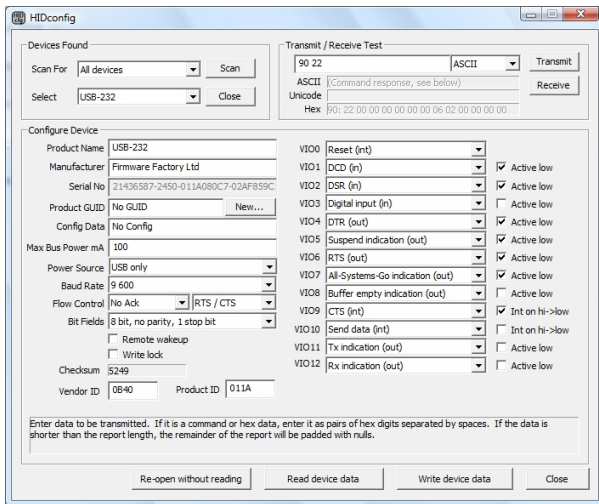 HIDconfig
Devices Found
Scan For All devices Scan
Select USB-232 Close
Transmit / Receive Test
90 22 ASCII Transmit
ASCII (Command response, see below) Receive
Unicode
Hex 90: 22 00 00 00 00 00 06 02 00 00 00 00
Configure Device
Product Name USB-232
Manufacturer Firmware Factory Ltd
Serial No 21436587-2450-011A080C7-02AF859C
Product GUID No GUID New...
Config Data No Config
Max Bus Power mA 100
Power Source USB only
Baud Rate 9 600
Flow Control No Ack RTS / CTS
Bit Fields 8 bit, no parity, 1 stop bit
Remote wakeup
Write lock
Checksum 5249
Vendor ID 0B40 Product ID 011A
VIO0 Reset (int)
VIO1 DCD (in) Active low
VIO2 DSR (in) Active low
VIO3 Digital input (in) Active low
VIO4 DTR (out) Active low
VIO5 Suspend indication (out) Active low
VIO6 RTS (out) Active low
VIO7 All-Systems-Go indication (out) Active low
VIO8 Buffer empty indication (out) Active low
VIO9 CTS (int) Int on hi->low
VIO10 Send data (int) Int on hi->low
VIO11 Tx indication (out) Active low
VIO12 Rx indication (out) Active low
Enter data to be transmitted. If it is a command or hex data, enter it as pairs of hex digits separated by spaces. If the data is
shorter than the report length, the remainder of the report will be padded with nulls.
Re-open without reading Read device data Write device data Close